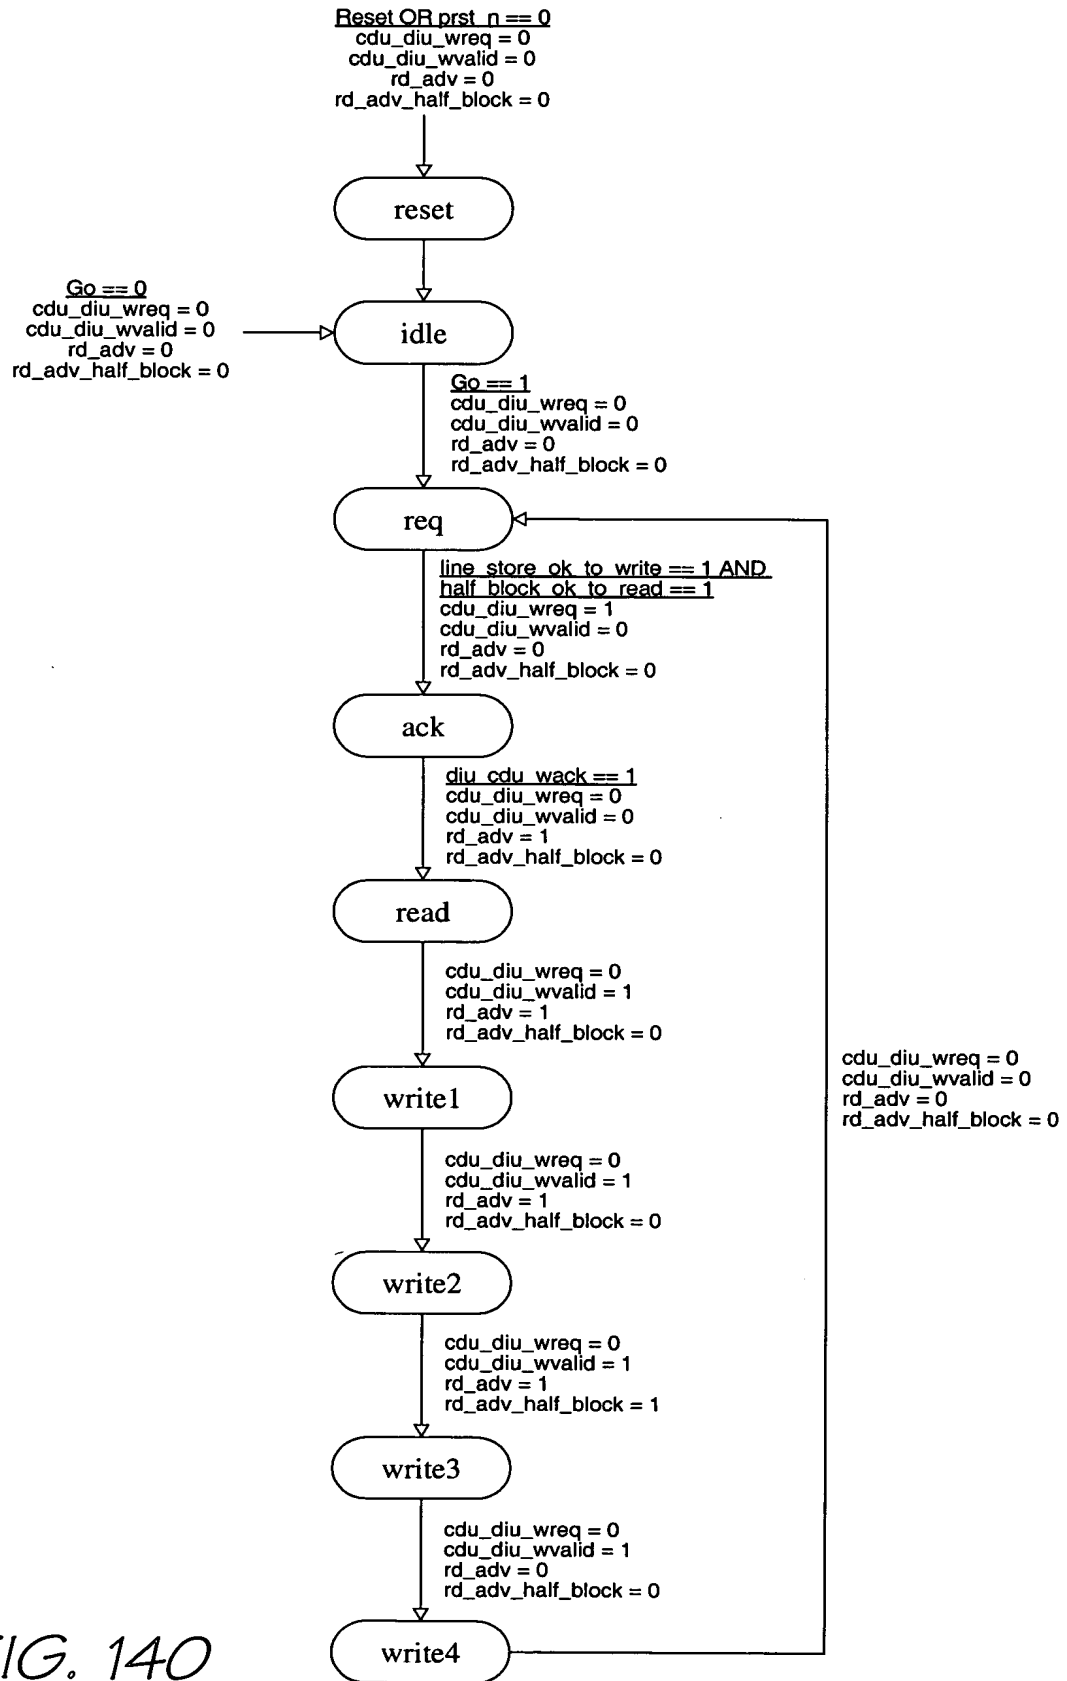 Reset OR prst_n == 0
cdu_diu_wreq = 0
cdu_diu_wvalid = 0
rd_adv = 0
rd_adv_half_block = 0
reset
Go == 0
cdu_diu_wreq = 0
cdu_diu_wvalid = 0
rd_adv = 0
rd_adv_half_block = 0
idle
Go == 1
cdu_diu_wreq = 0
cdu_diu_wvalid = 0
rd_adv = 0
rd_adv_half_block = 0
req
line_store_ok_to_write == 1 AND
half_block_ok_to_read == 1
cdu_diu_wreq = 1
cdu_diu_wvalid = 0
rd_adv = 0
rd_adv_half_block = 0
ack
diu_cdu_wack == 1
cdu_diu_wreq = 0
cdu_diu_wvalid = 0
rd_adv = 1
rd_adv_half_block = 0
read
cdu_diu_wreq = 0
cdu_diu_wvalid = 1
rd_adv = 1
rd_adv_half_block = 0
cdu_diu_wreq = 0
cdu_diu_wvalid = 0
rd_adv = 0
rd_adv_half_block = 0
write1
cdu_diu_wreq = 0
cdu_diu_wvalid = 1
rd_adv = 1
rd_adv_half_block = 0
write2
cdu_diu_wreq = 0
cdu_diu_wvalid = 1
rd_adv = 1
rd_adv_half_block = 1
write3
cdu_diu_wreq = 0
cdu_diu_wvalid = 1
rd_adv = 0
rd_adv_half_block = 0
write4
FIG. 140